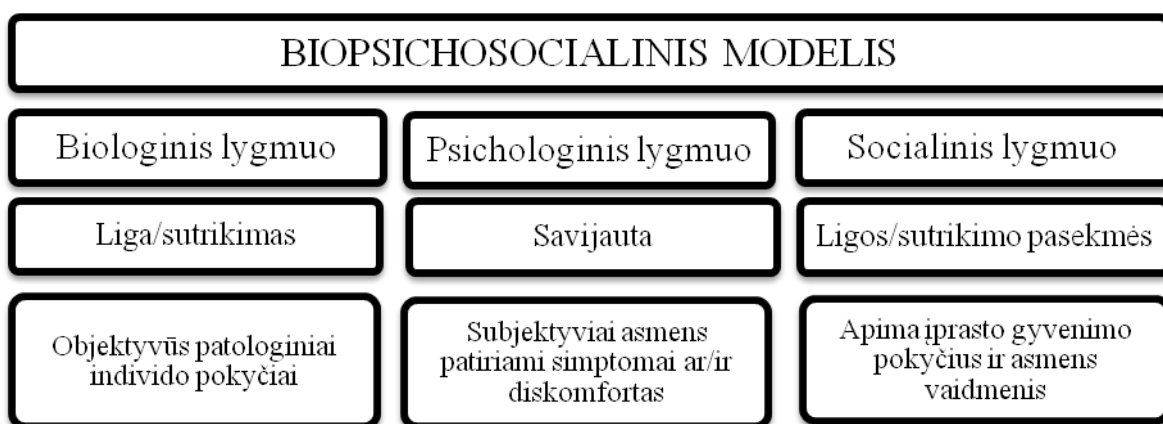 BIOPSICHOSOCIALINIS MODELIS
Biologinis lygmuo
Psichologinis lygmuo
Socialinis lygmuo
Liga/sutrikimas
Savijauta
Ligos/sutrikimo pasekmės
Objektyvūs patologiniai
individo pokyčiai
Subjektyviai asmens
patiriami simptomai ar/ir
diskomfortas
Apima įprasto gyvenimo
pokyčius ir asmens
vaidmenis